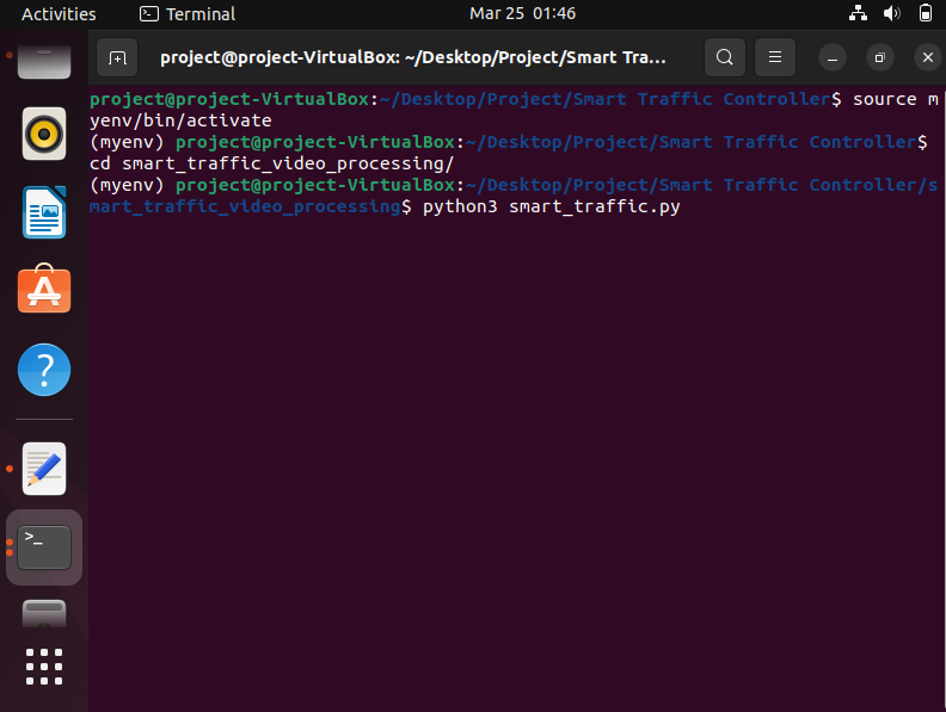 Activities Terminal Mar 25 01:46
project@project-VirtualBox: ~/Desktop/Project/Smart Tra...
project@project-VirtualBox:~/Desktop/Project/Smart Traffic Controller$ source m
yenv/bin/activate
(myenv) project@project-VirtualBox:~/Desktop/Project/Smart Traffic Controller$
cd smart_traffic_video_processing/
(myenv) project@project-VirtualBox:~/Desktop/Project/Smart Traffic Controller/s
mart_traffic_video_processing$ python3 smart_traffic.py